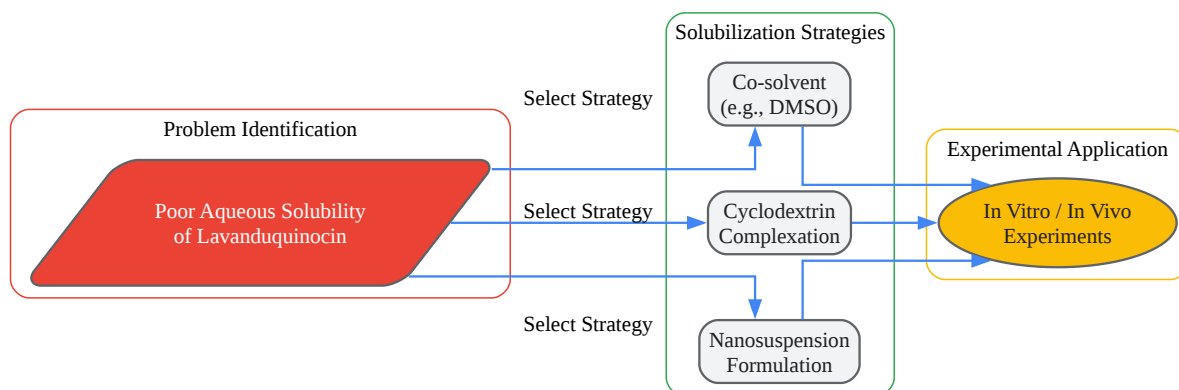 Solubilization Strategies
Select Strategy
Co-solvent
(e.g., DMSO)
Problem Identification
Experimental Application
Poor Aqueous Solubility
of Lavanduquinocin
Select Strategy
Cyclodextrin
Complexation
In Vitro / In Vivo
Experiments
Select Strategy
Nanosuspension
Formulation